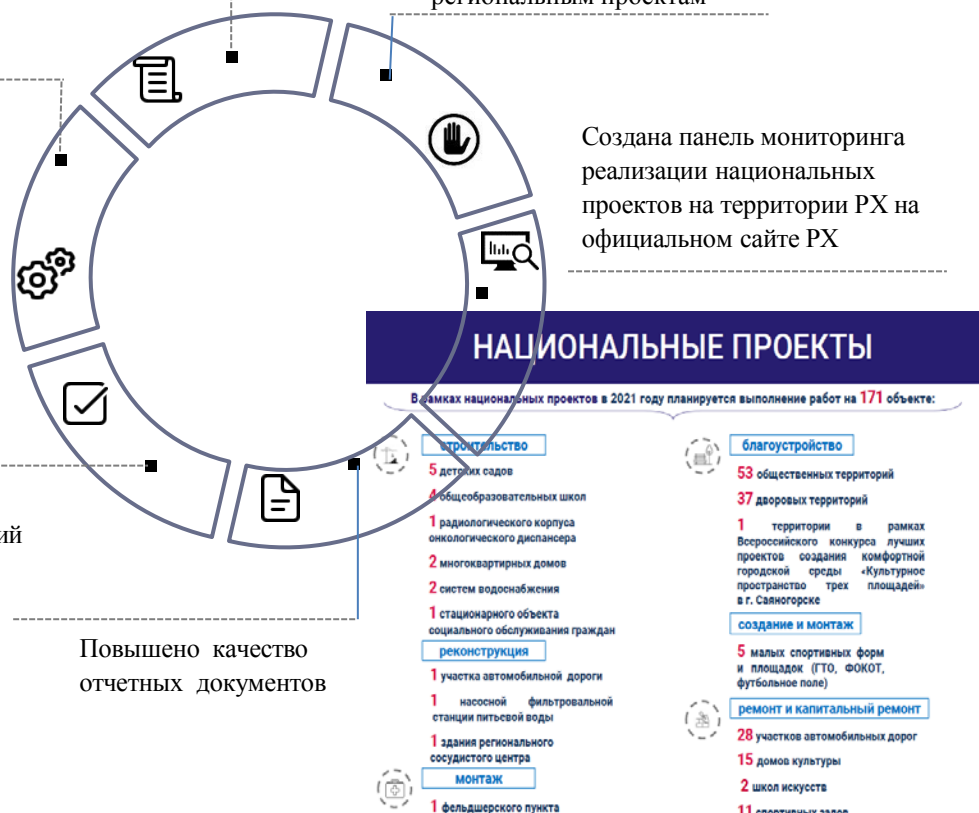 региональным проектам
Создана панель мониторинга
реализации национальных
проектов на территории РХ на
официальном сайте РХ
ий
Повышено качество
отчетных документов
НАЦИОНАЛЬНЫЕ ПРОЕКТЫ
В рамках национальных проектов в 2021 году планируется выполнение работ на 171 объекте:
строительство
5 детских садов
4 общеобразовательных школ
1 радиологического корпуса
онкологического диспансера
2 многоквартирных домов
2 систем водоснабжения
1 стационарного объекта
социального обслуживания граждан
реконструкция
1 участка автомобильной дороги
1 насосной фильтровальной
станции питьевой воды
1 здания регионального
сосудистого центра
монтаж
1 фельдшерского пункта
благоустройство
53 общественных территорий
37 дворовых территорий
1 территории в рамках
Всероссийского конкурса лучших
проектов создания комфортной
городской среды «Культурное
пространство трех площадей»
в г. Саяногорске
создание и монтаж
5 малых спортивных форм
и площадок (ГТО, ФОКОТ,
футбольное поле)
ремонт и капитальный ремонт
28 участков автомобильных дорог
15 домов культуры
2 школ искусств
11 спортивных залов